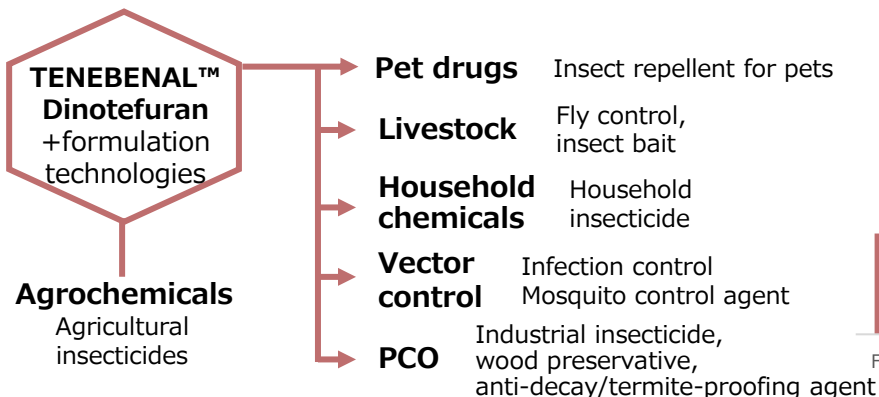 TENEBENAL™
Dinotefuran
+formulation
technologies
Agrochemicals
Agricultural
insecticides
Pet drugs Insect repellent for pets
Livestock Fly control,
insect bait
Household
chemicals
Household
insecticide
Vector
control
Infection control
Mosquito control agent
PCO
Industrial insecticide,
wood preservative,
anti-decay/termite-proofing agent